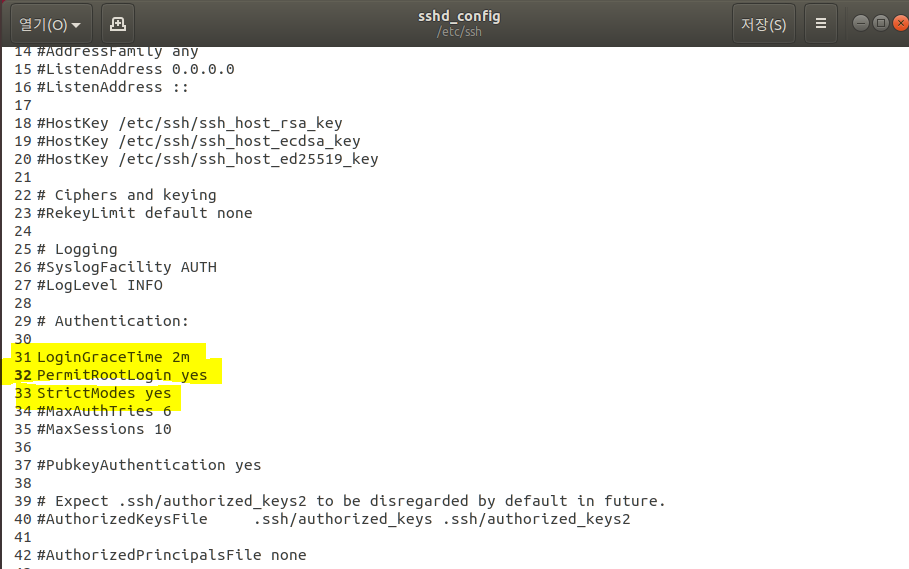 열기(O)
sshd_config
/etc/ssh
저장(S)
14 #AddressFamily any
15 #ListenAddress 0.0.0.0
16 #ListenAddress ::
17
18 #HostKey /etc/ssh/ssh_host_rsa_key
19 #HostKey /etc/ssh/ssh_host_ecdsa_key
20 #HostKey /etc/ssh/ssh_host_ed25519_key
21
22 # Ciphers and keying
23 #RekeyLimit default none
24
25 # Logging
26 #SyslogFacility AUTH
27 #LogLevel INFO
28
29 # Authentication:
30
31 LoginGraceTime 2m
32 PermitRootLogin yes
33 StrictModes yes
34 #MaxAuthTries 6
35 #MaxSessions 10
36
37 #PubkeyAuthentication yes
38
39 # Expect .ssh/authorized_keys2 to be disregarded by default in future.
40 #AuthorizedKeysFile .ssh/authorized_keys .ssh/authorized_keys2
41
42 #AuthorizedPrincipalsFile none